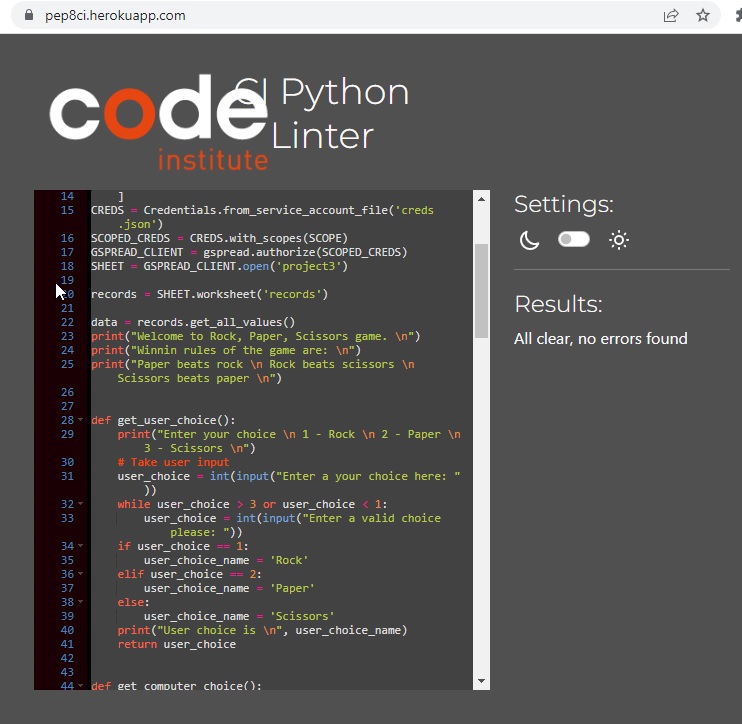 pep8ci.herokuapp.com
code
institute
CI Python
Linter
14 ]
15 CREDS = Credentials.from_service_account_file('creds
.json')
16 SCOPED_CREDS = CREDS.with_scopes(SCOPE)
17 GSPREAD_CLIENT = gspread.authorize(SCOPED_CREDS)
18 SHEET = GSPREAD_CLIENT.open('project3')
19
20 records = SHEET.worksheet('records')
21
22 data = records.get_all_values()
23 print("Welcome to Rock, Paper, Scissors game. \n")
24 print("Winnin rules of the game are: \n")
25 print("Paper beats rock \n Rock beats scissors \n
Scissors beats paper \n")
26
27
28 def get_user_choice():
29 print("Enter your choice \n 1 - Rock \n 2 - Paper \n
3 - Scissors \n")
30 # Take user input
31 user_choice = int(input("Enter a your choice here: "
))
32 while user_choice > 3 or user_choice < 1:
33 user_choice = int(input("Enter a valid choice
please: "))
34 if user_choice == 1:
35 user_choice_name = 'Rock'
36 elif user_choice == 2:
37 user_choice_name = 'Paper'
38 else:
39 user_choice_name = 'Scissors'
40 print("User choice is \n", user_choice_name)
41 return user_choice
42
43
44 def get_computer_choice():
Settings:
Results:
All clear, no errors found